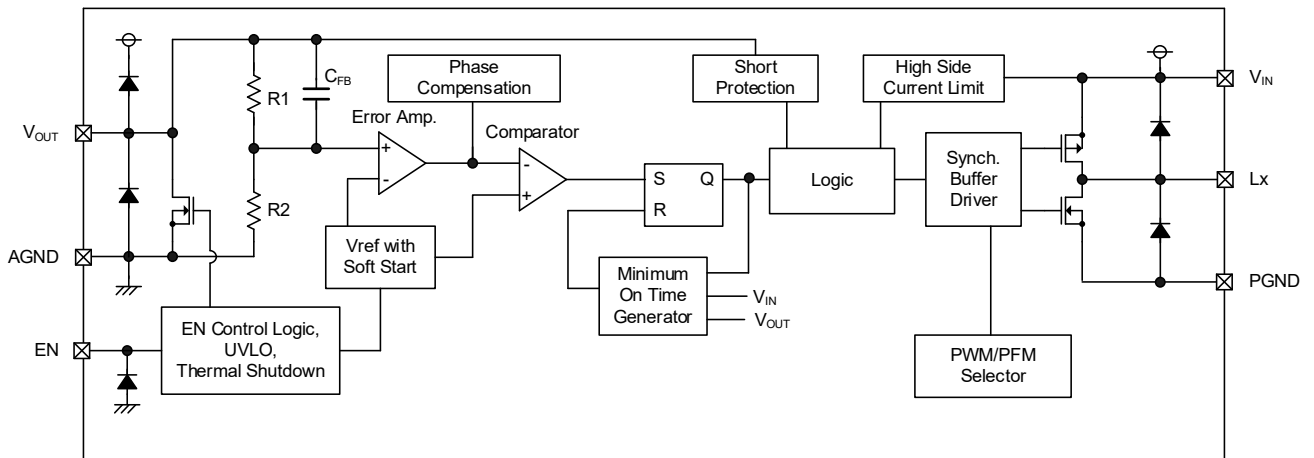 Phase
Compensation
Short
Protection
High Side
Current Limit
C_FB
R1
V_IN
V_OUT
Error Amp.
Comparator
+
-
-
+
S
Q
R
Logic
Synch.
Buffer
Driver
Lx
R2
AGND
Vref with
Soft Start
Minimum
On Time
Generator
V_IN
V_OUT
PGND
EN
EN Control Logic,
UVLO,
Thermal Shutdown
PWM/PFM
Selector